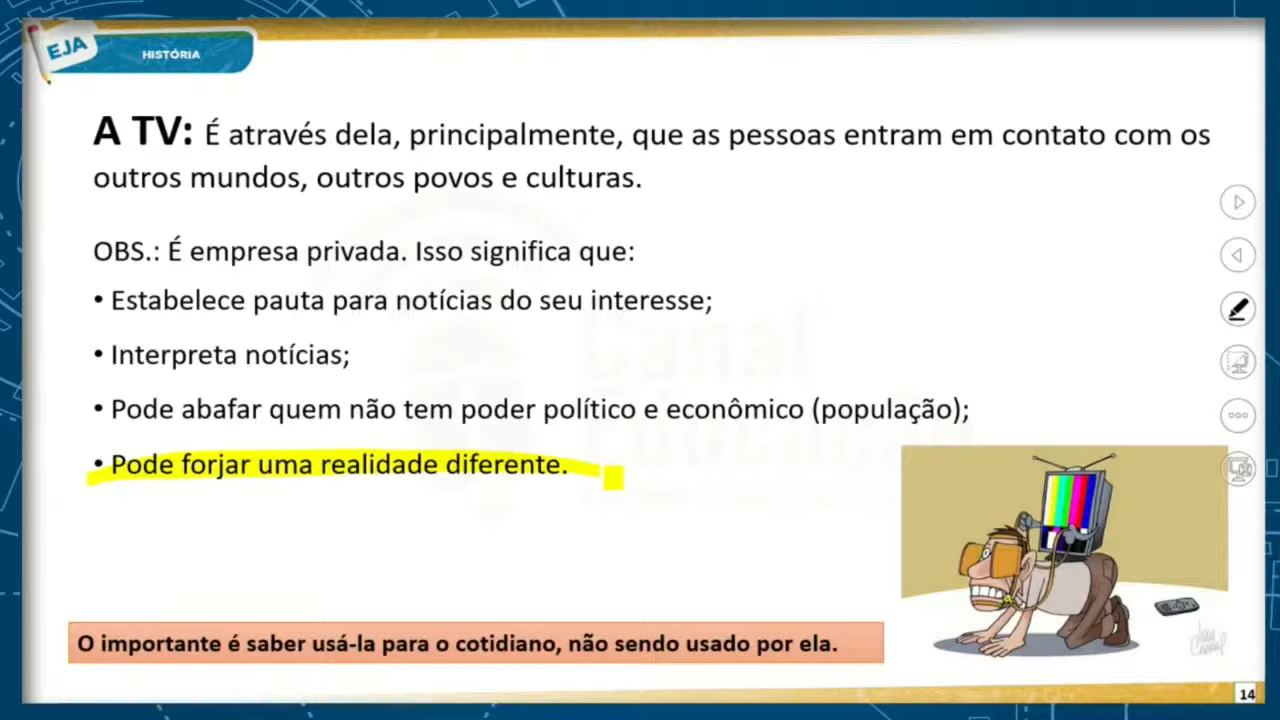 EJA
HISTÓRIA
A TV: É através dela, principalmente, que as pessoas entram em contato com os
outros mundos, outros povos e culturas.
OBS.: É empresa privada. Isso significa que:
• Estabelece pauta para notícias do seu interesse;
• Interpreta notícias;
• Pode abafar quem não tem poder político e econômico (população);
• Pode forjar uma realidade diferente.
Canal
Educação
O importante é saber usá-la para o cotidiano, não sendo usado por ela.
14